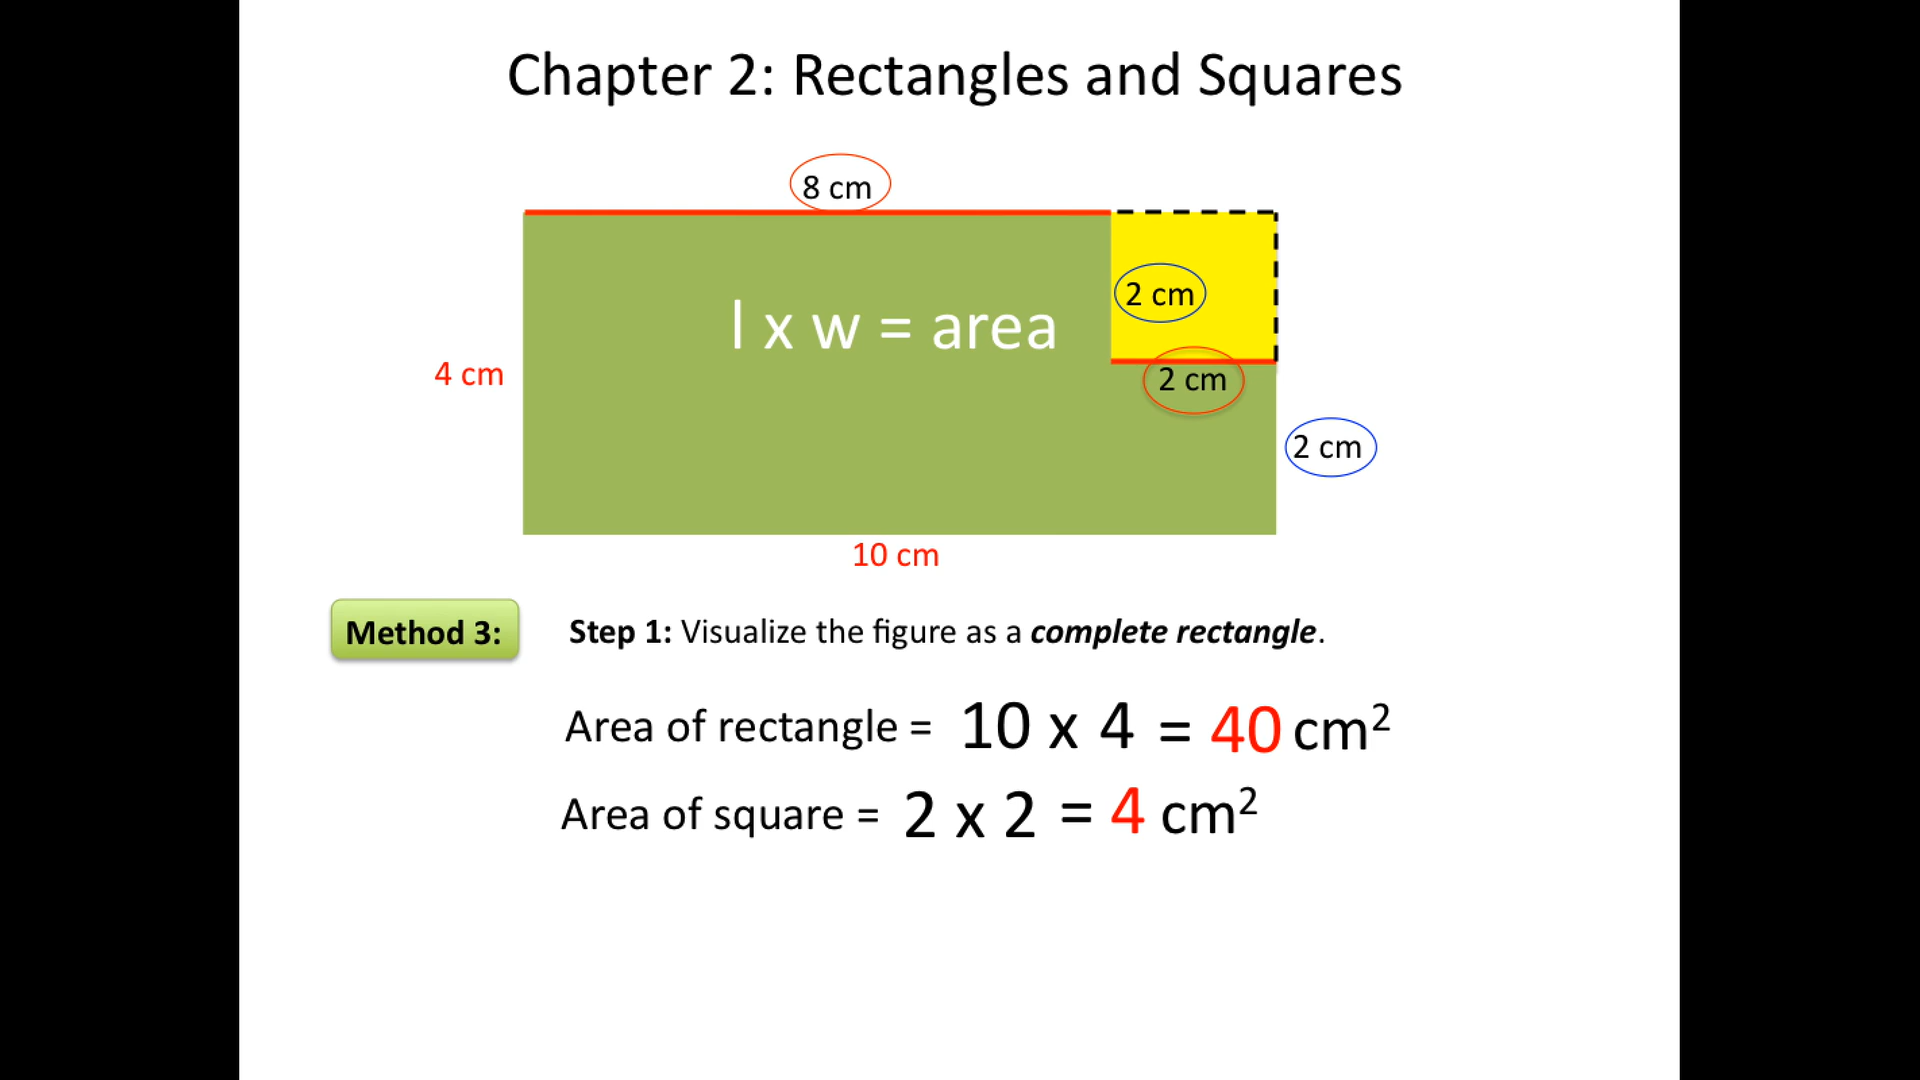 Chapter 2: Rectangles and Squares
8 cm
2 cm
l x w = area
4 cm
2 cm
2 cm
10 cm
Method 3: Step 1: Visualize the figure as a complete rectangle.
Area of rectangle = 10 x 4 = 40 cm²
Area of square = 2 x 2 = 4 cm²